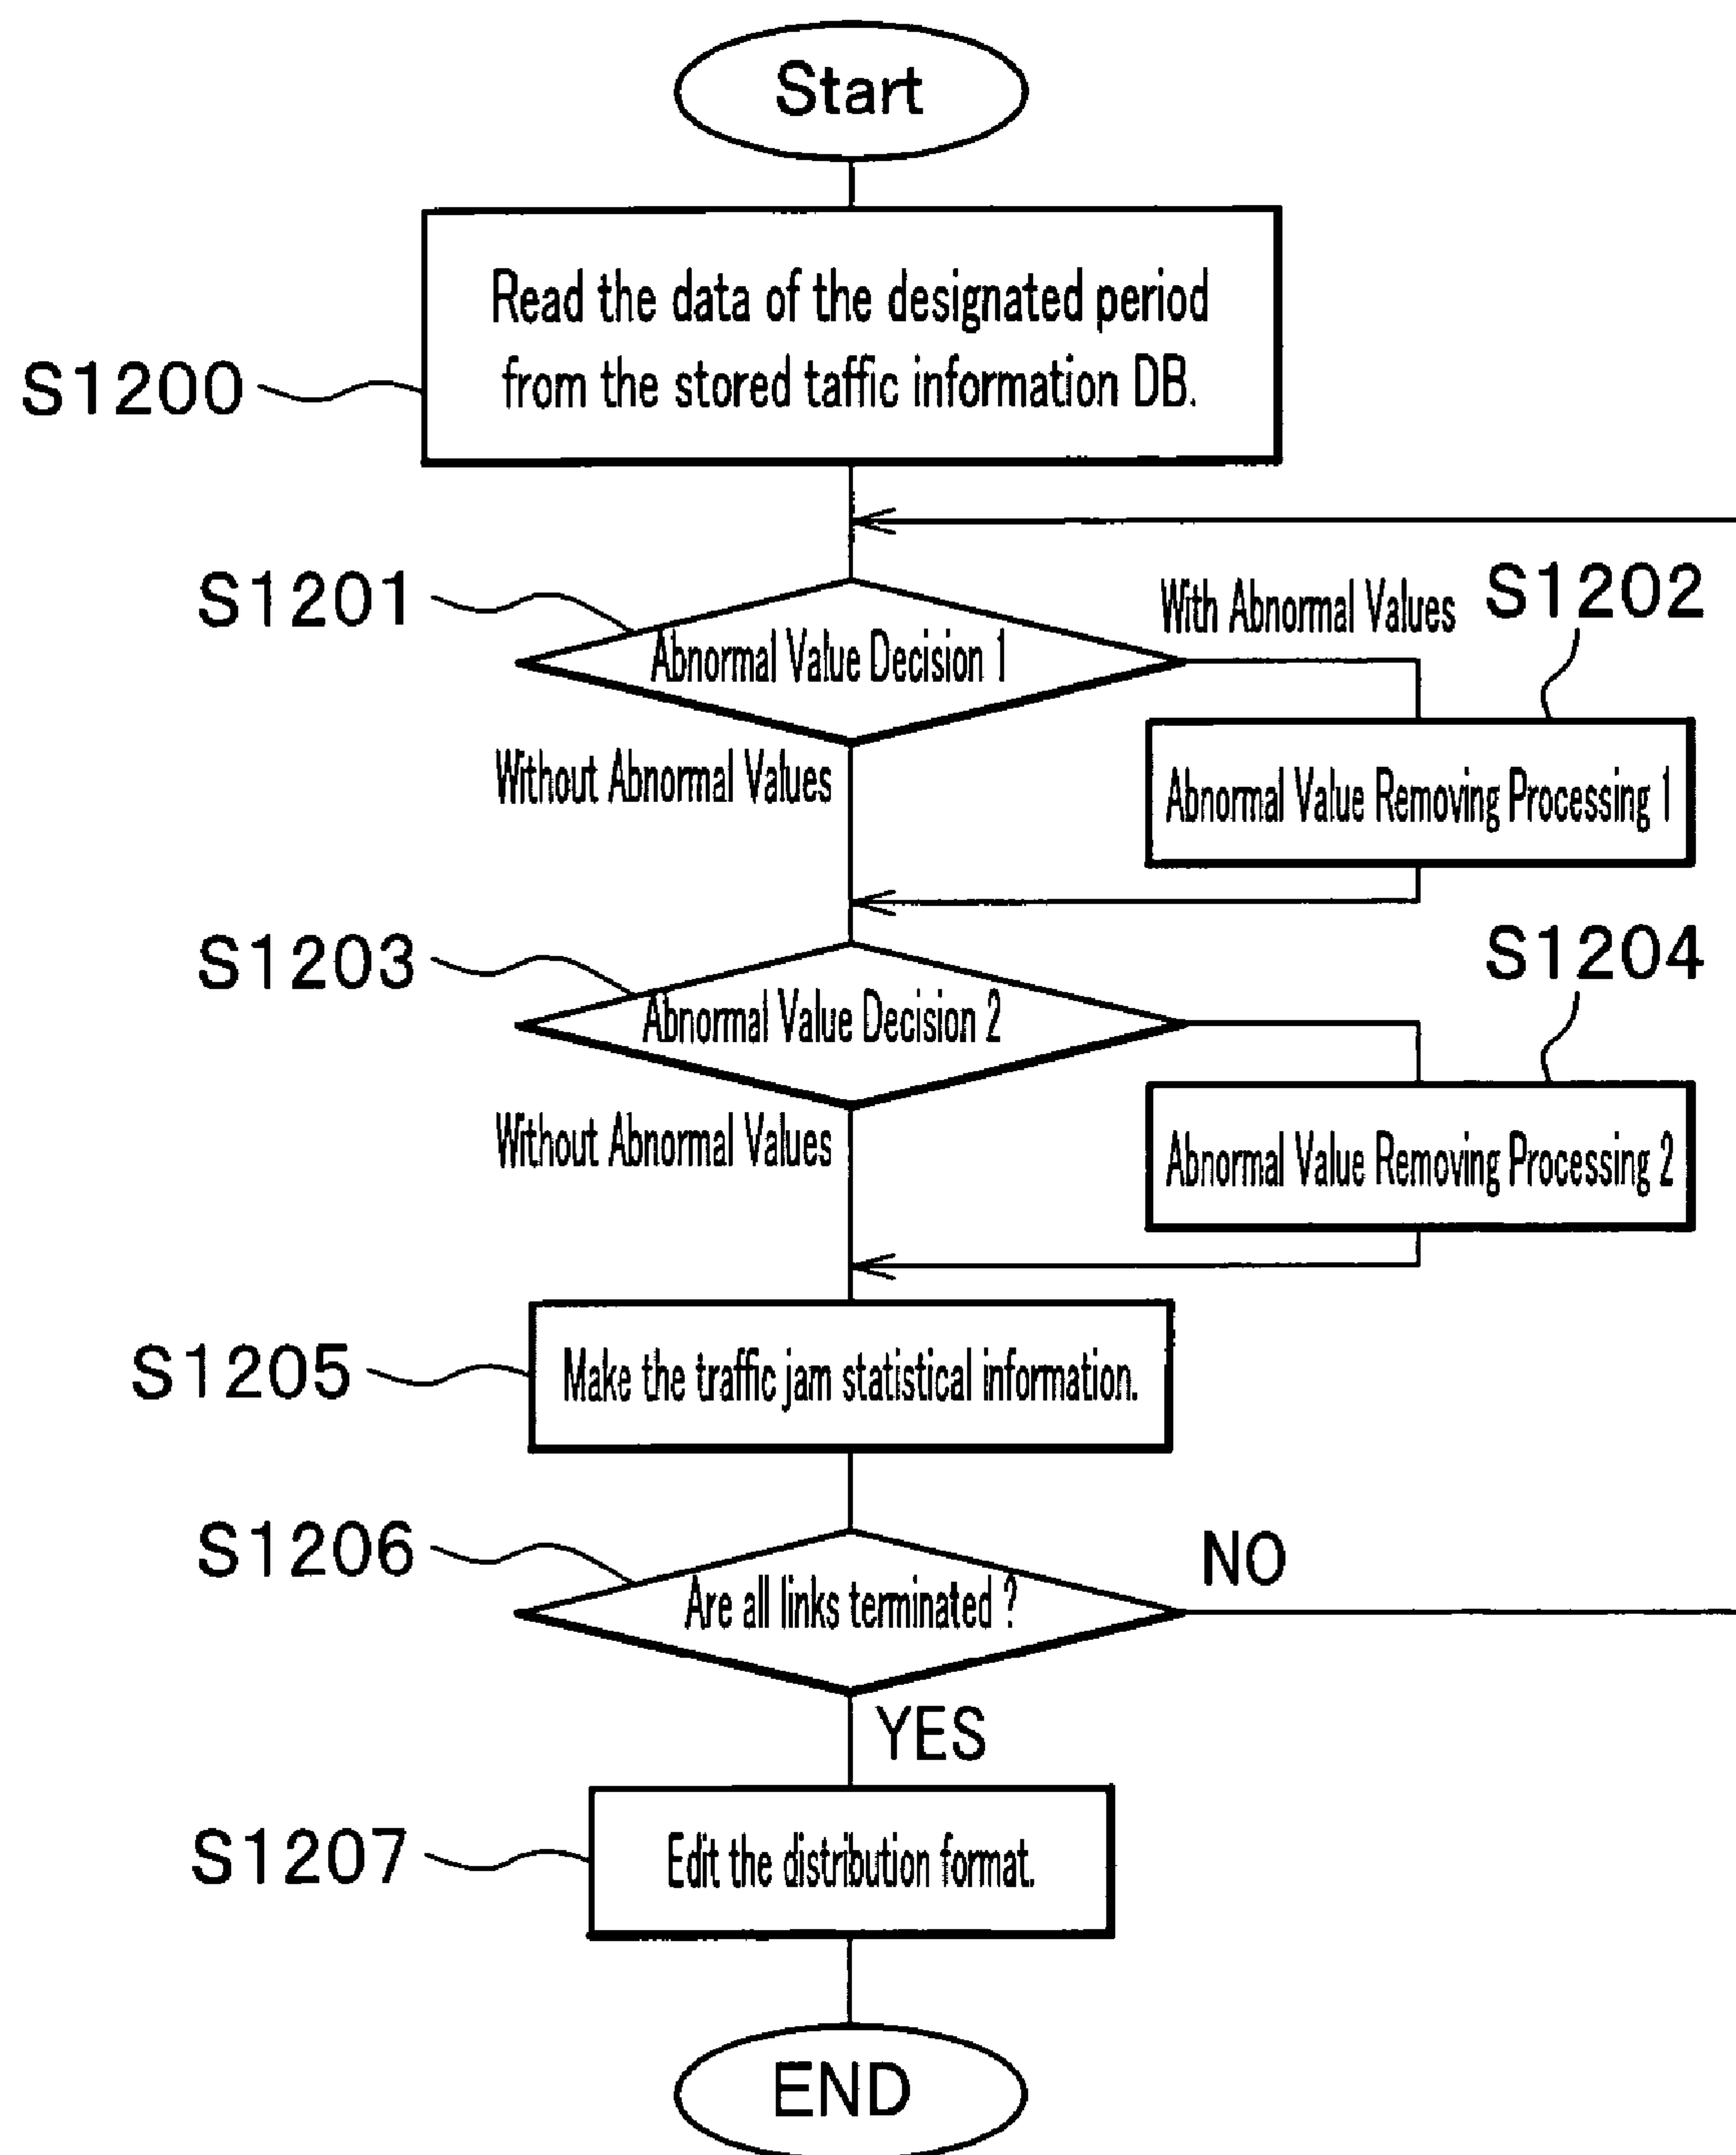 Start
Read the data of the designated period
from the stored taffic information DB.
S1200
S1201
Abnormal Value Decision 1
With Abnormal Values
S1202
Without Abnormal Values
Abnormal Value Removing Processing 1
S1203
Abnormal Value Decision 2
S1204
Without Abnormal Values
Abnormal Value Removing Processing 2
S1205
Make the traffic jam statistical information.
S1206
Are all links terminated ?
NO
YES
S1207
Edit the distribution format.
END